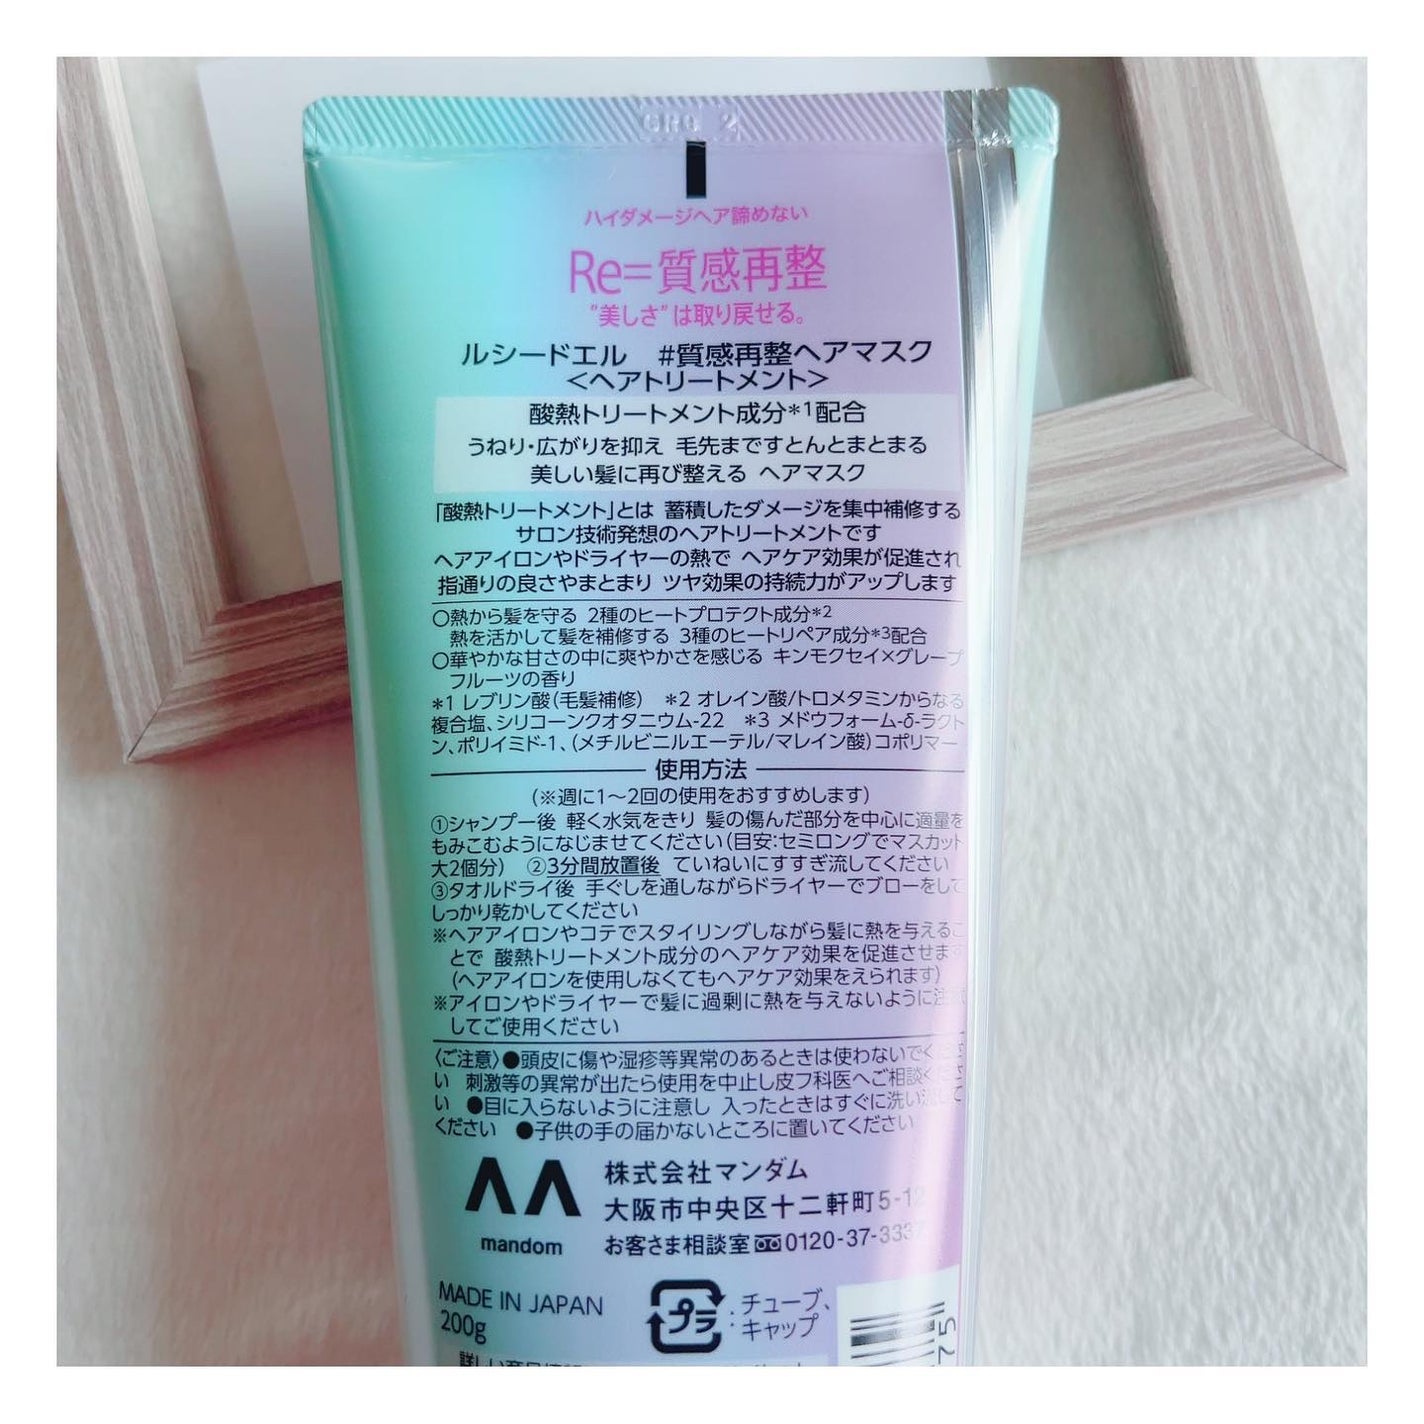 ハイダメージヘア諦めない
Re=質感再整
"美しさ"は取り戻せる。
ルシードエル #質感再整ヘアマスク
<ヘアトリートメント>
酸熱トリートメント成分*1配合
うねり・広がりを抑え 毛先まですとんとまとまる
美しい髪に再び整える ヘアマスク
「酸熱トリートメント」とは 蓄積したダメージを集中補修する
サロン技術発想のヘアトリートメントです
ヘアアイロンやドライヤーの熱で ヘアケア効果が促進され
指通りの良さやまとまり ツヤ効果の持続力がアップします
○熱から髪を守る 2種のヒートプロテクト成分*2
熱を活かして髪を補修する 3種のヒートリペア成分*3配合
○華やかな甘さの中に爽やかさを感じる キンモクセイ×グレープ
フルーツの香り
*1 レブリン酸(毛髪補修) *2 オレイン酸/トロメタミンからなる
複合塩、シリコーンクオタニウム-22 *3 メドウフォーム-δ-ラクト
ン、ポリイミド-1、(メチルビニルエーテル/マレイン酸)コポリマー
使用方法
(※週に1〜2回の使用をおすすめします)
①シャンプー後 軽く水気をきり 髪の傷んだ部分を中心に適量を
もみこむようになじませてください(目安:セミロングでマスカット
大2個分) ②3分間放置後 ていねいにすすぎ流してください
③タオルドライ後 手ぐしを通しながらドライヤーでブローをして
しっかり乾かしてください
※ヘアアイロンやコテでスタイリングしながら髪に熱を与えるこ
とで 酸熱トリートメント成分のヘアケア効果を促進させます
(ヘアアイロンを使用しなくてもヘアケア効果をえられます)
※アイロンやドライヤーで髪に過剰に熱を与えないように注意
してご使用ください
〈ご注意〉●頭皮に傷や湿疹等異常のあるときは使わないでくださ
い 刺激等の異常が出たら使用を中止し皮フ科医へご相談くださ
い ●目に入らないように注意し 入ったときはすぐに洗い流して
ください ●子供の手の届かないところに置いてください
株式会社マンダム
大阪市中央区十二軒町5-12
mandom お客さま相談室 0120-37-3337
MADE IN JAPAN
200g
プラ : チューブ、
: キャップ